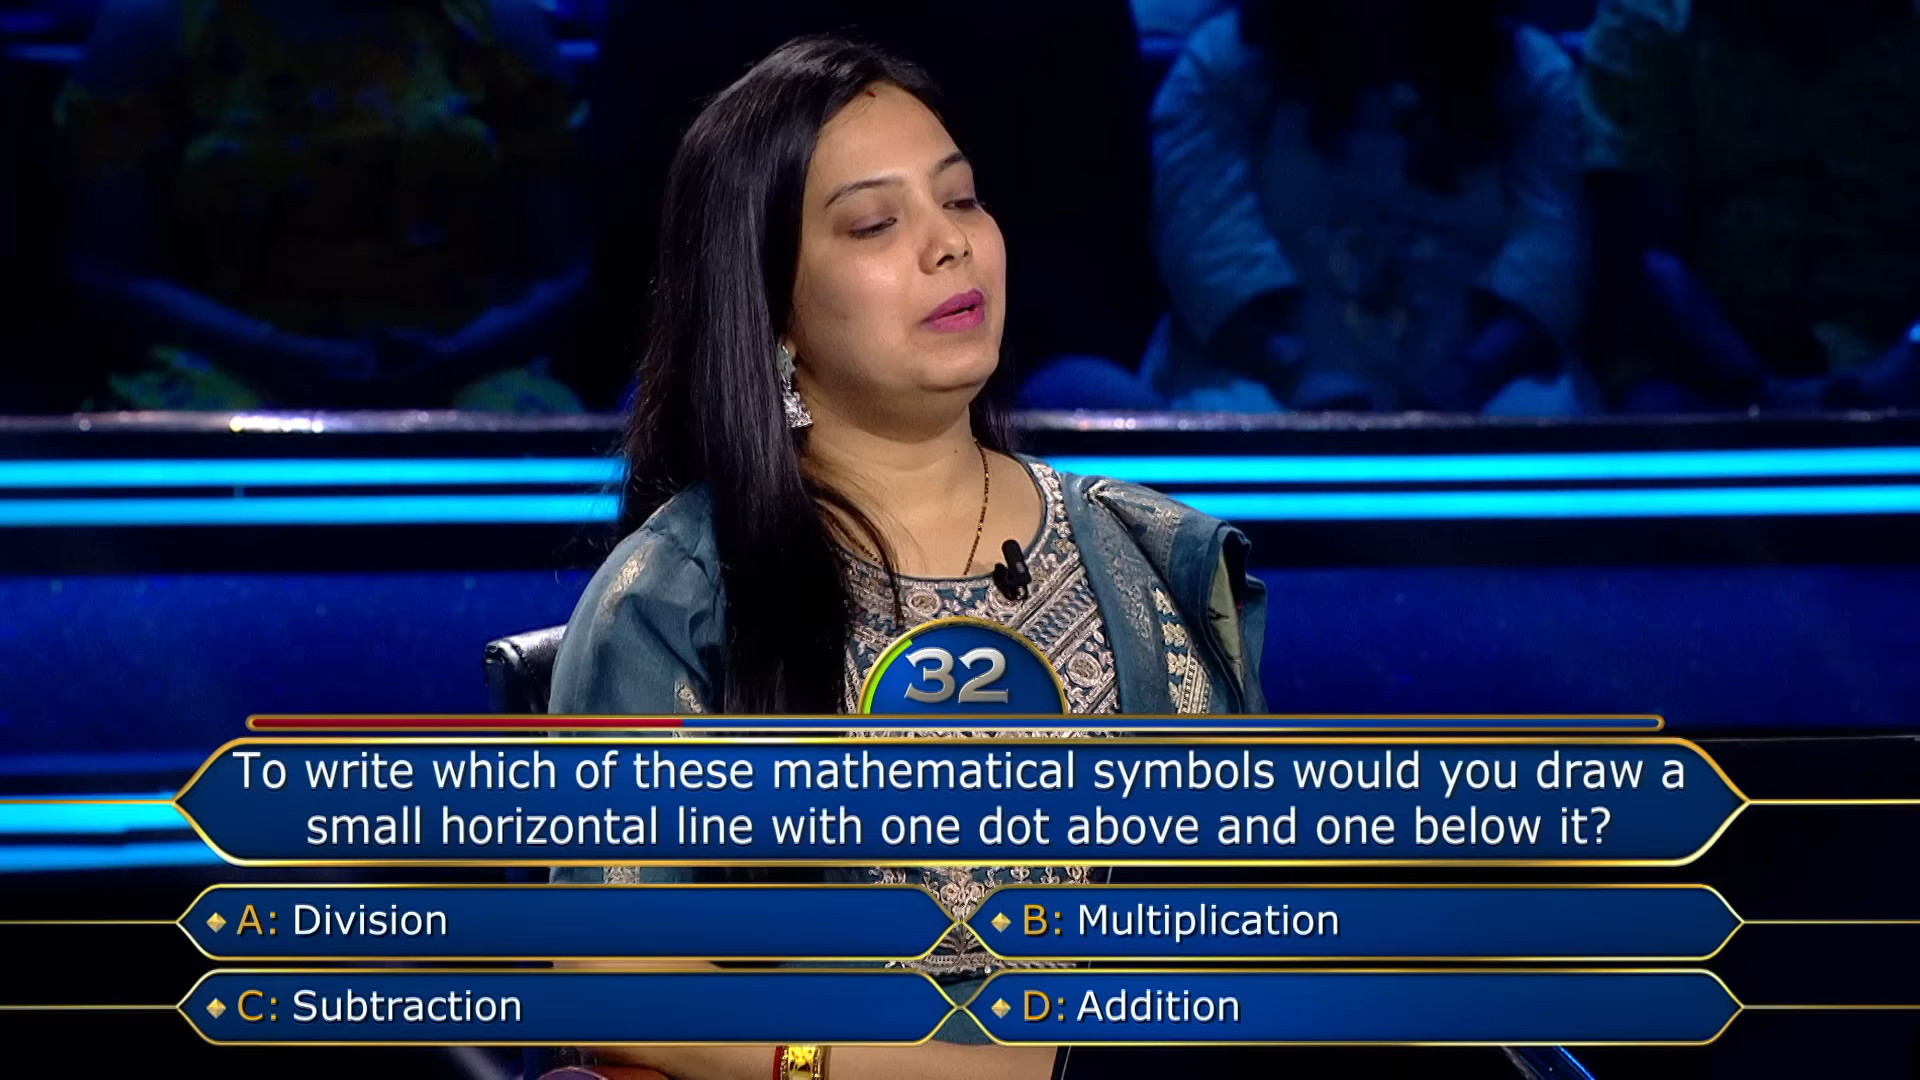 32
To write which of these mathematical symbols would you draw a
small horizontal line with one dot above and one below it?
A: Division
B: Multiplication
C: Subtraction
D: Addition